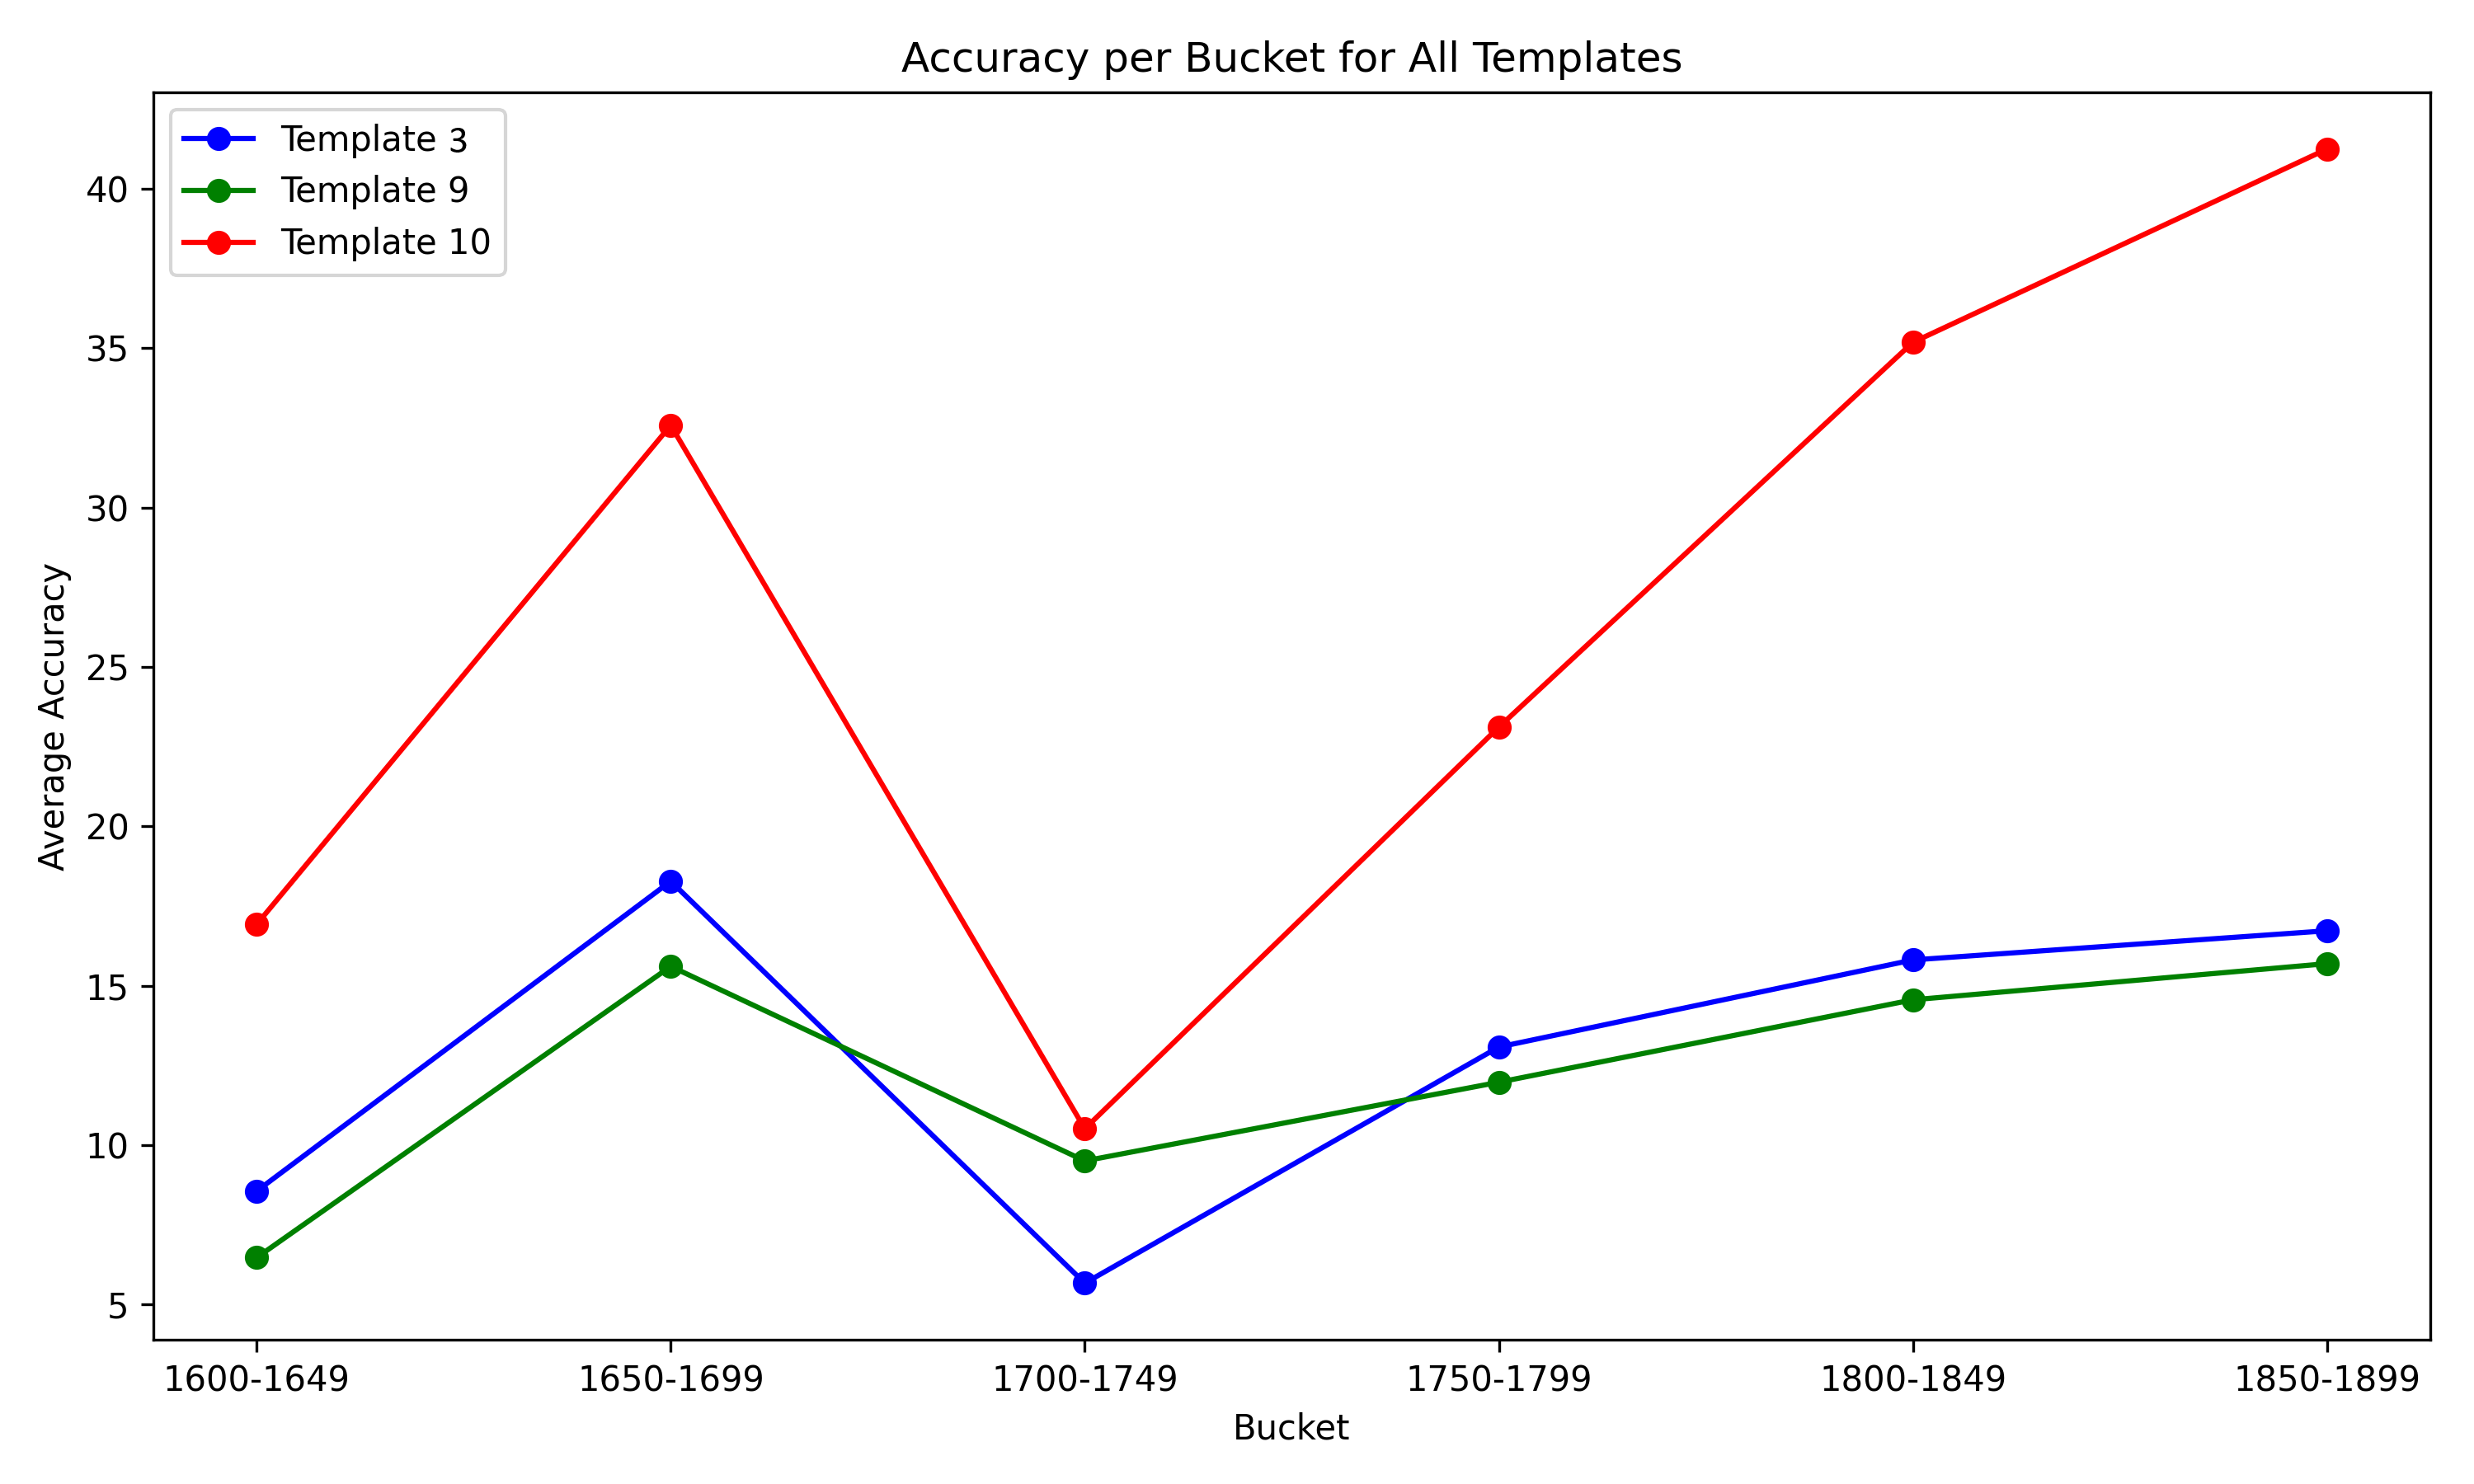 Accuracy per Bucket for All Templates
Template 3
Template 9
Template 10
Average Accuracy
40
35
30
25
20
15
10
5
1600-1649 1650-1699 1700-1749 1750-1799 1800-1849 1850-1899
Bucket